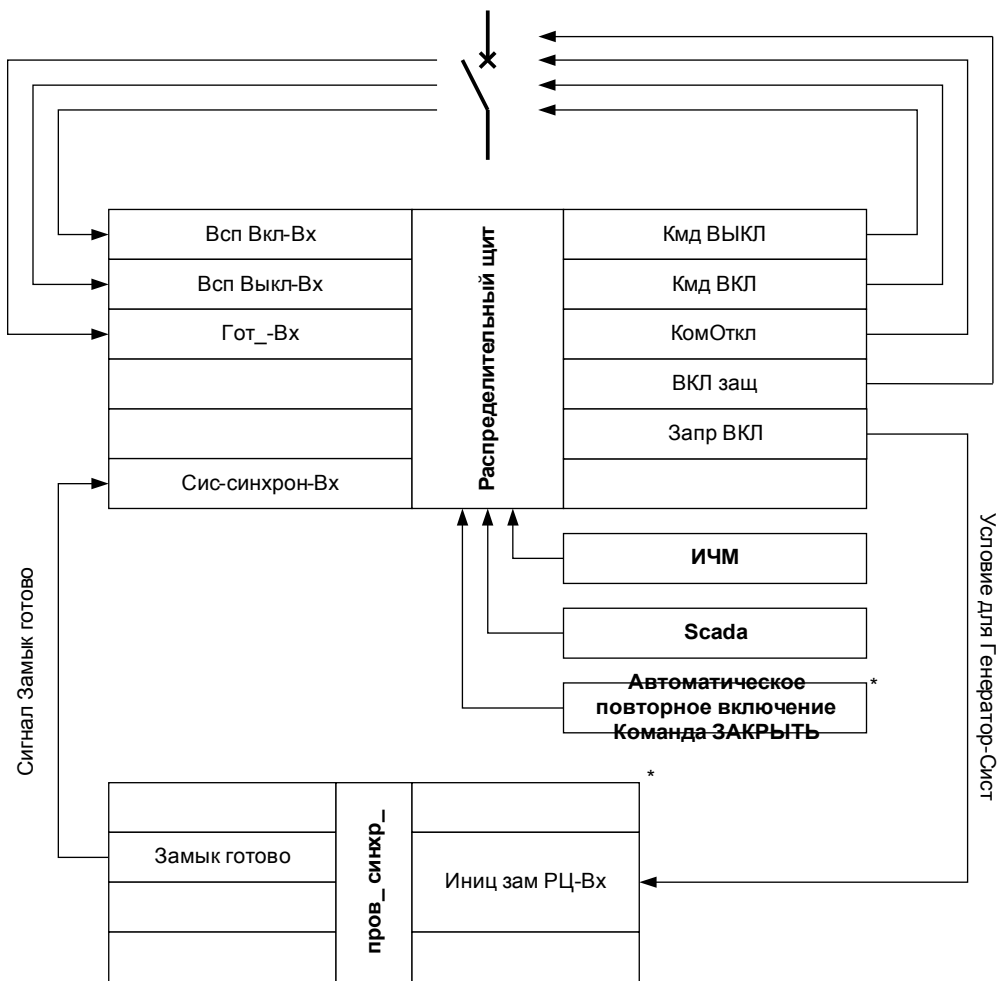 Всп Вкл-Вх
Всп Выкл-Вх
Гот_-Вх
Сис-синхрон-Вх
Распределительный щит
Кмд ВЫКЛ
Кмд ВКЛ
КомОткл
ВКЛ защ
Запр ВКЛ
ИЧМ
Scada
Автоматическое
повторное включение
Команда ЗАКРЫТЬ
*
Сигнал Замык готово
Условие для Генератор-Сист
*
Замык готово
пров_ синхр_
Иниц зам РЦ-Вх